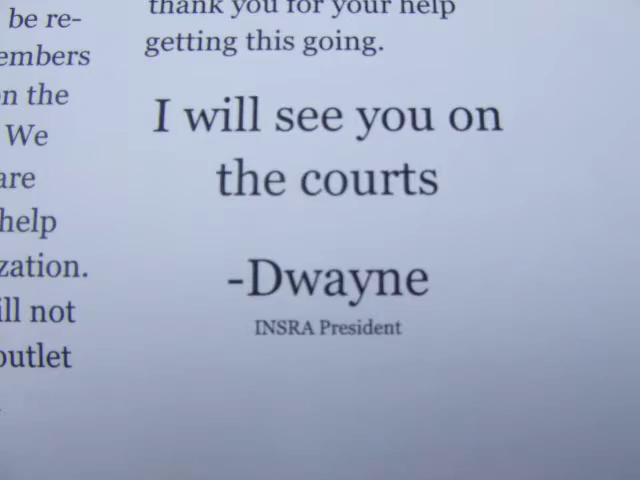 be re-
embers
n the
We
are
help
zation.
ill not
outlet
thank you for your help
getting this going.
I will see you on
the courts
-Dwayne
INSRA President